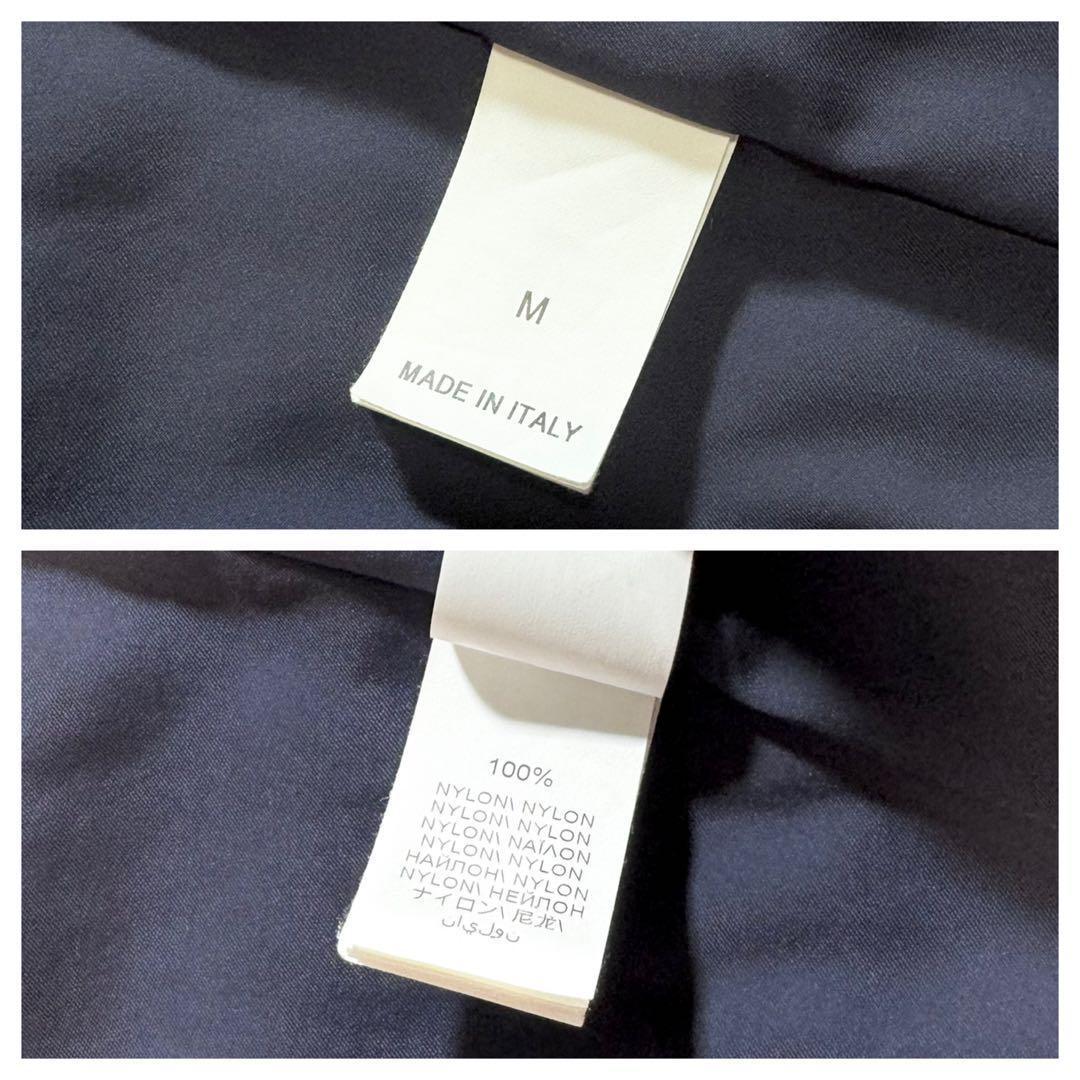 M
MADE IN ITALY
100%
NYLON\ NYLON
NYLON\ NYLON
NYLON\ ΝΑΪΛΟΝ
NYLON\ NYLON
НАЙЛОН\ NYLON
NYLON\ НЕЙЛОН
ナイロン\ 尼龙\
ن و ل ي ا ن